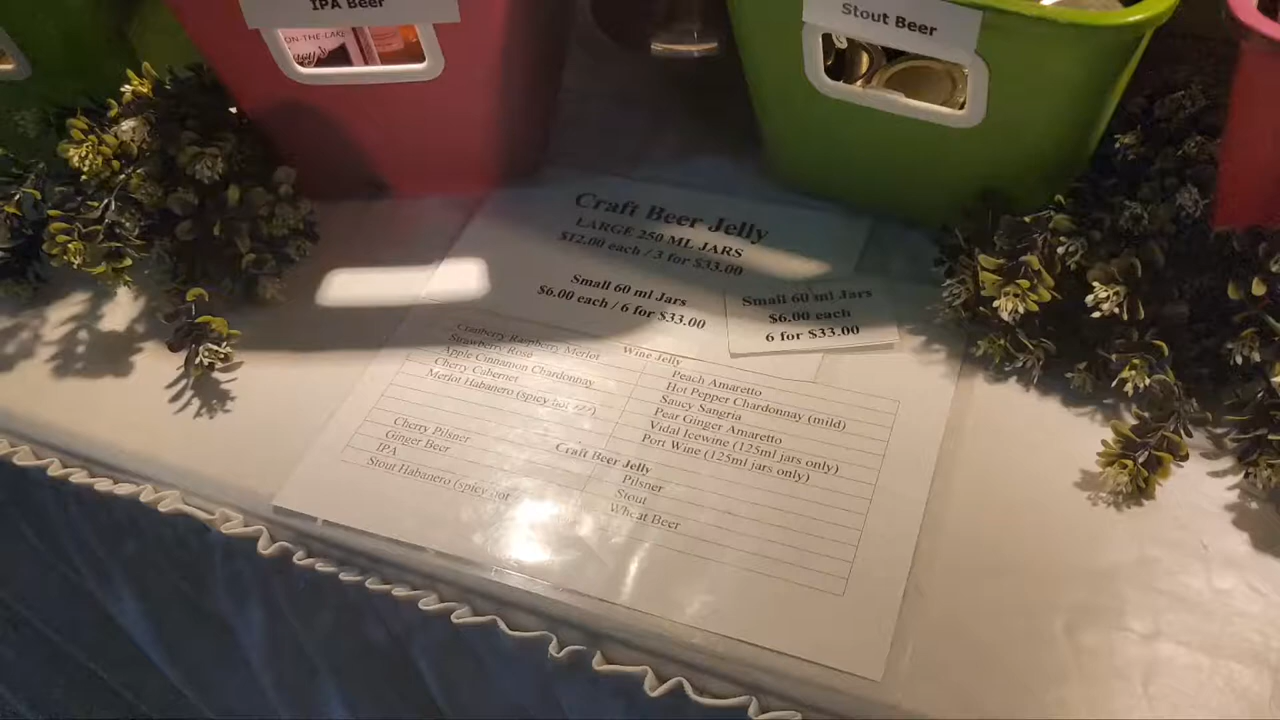 IPA Beer
ON-THE-LAKE
Stout Beer
Craft Beer Jelly
LARGE 250 ML JARS
$12.00 each / 3 for $33.00
Small 60 ml Jars
$6.00 each / 6 for $33.00
Small 60 ml Jars
$6.00 each
6 for $33.00
Wine Jelly
Cranberry Raspberry Merlot
Strawberry Rosé
Apple Cinnamon Chardonnay
Cherry Cabernet
Merlot Habanero (spicy hot
Peach Amaretto
Hot Pepper Chardonnay (mild)
Saucy Sangria
Pear Ginger Amaretto
Vidal Icewine (125ml jars only)
Port Wine (125ml jars only)
Craft Beer Jelly
Cherry Pilsner
Ginger Beer
IPA
Stout Habanero (spicy hot
Pilsner
Stout
Wheat Beer